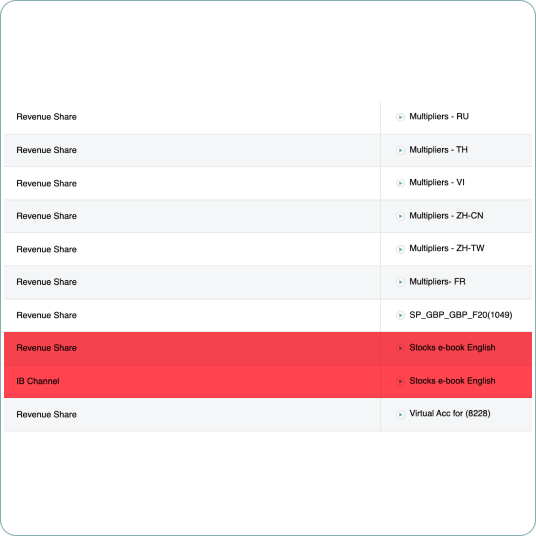 Revenue Share Multipliers - RU
Revenue Share Multipliers - TH
Revenue Share Multipliers - VI
Revenue Share Multipliers - ZH-CN
Revenue Share Multipliers - ZH-TW
Revenue Share Multipliers- FR
Revenue Share SP_GBP_GBP_F20(1049)
Revenue Share Stocks e-book English
IB Channel Stocks e-book English
Revenue Share Virtual Acc for (8228)